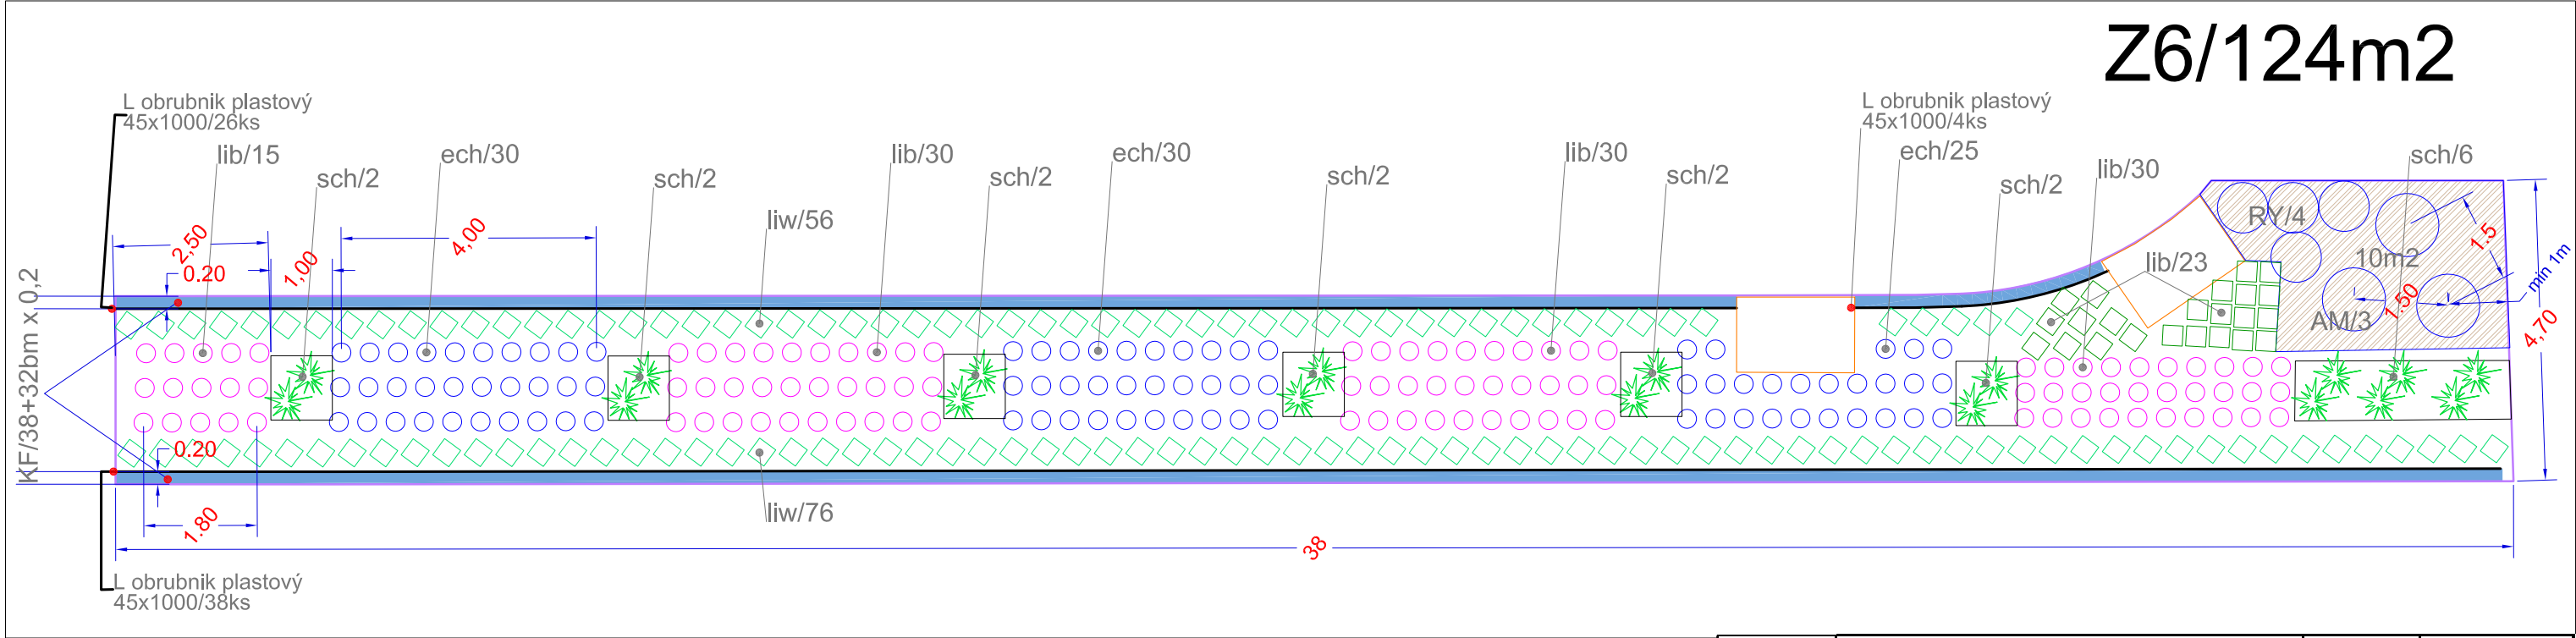 Z6/124m2
L obrubnik plastový
45x1000/26ks
L obrubnik plastový
45x1000/4ks
lib/15
sch/2
ech/30
sch/2
liw/56
lib/30
sch/2
ech/30
sch/2
lib/30
sch/2
ech/25
sch/2
lib/30
sch/6
2,50
0.20
1,00
4,00
RY/4
10m2
lib/23
AM/3
1.5
1.50
min 1m
4,70
KF/38+32bm x 0,2
0.20
1.80
liw/76
38
L obrubnik plastový
45x1000/38ks